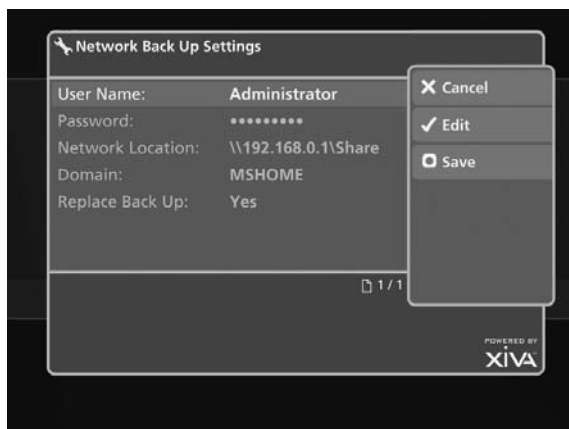 Network Back Up Settings
User Name: Administrator
Password: •••••••••
Network Location: \\192.168.0.1\Share
Domain: MSHOME
Replace Back Up: Yes
1 / 1
Cancel
Edit
Save
POWERED BY
XiVA